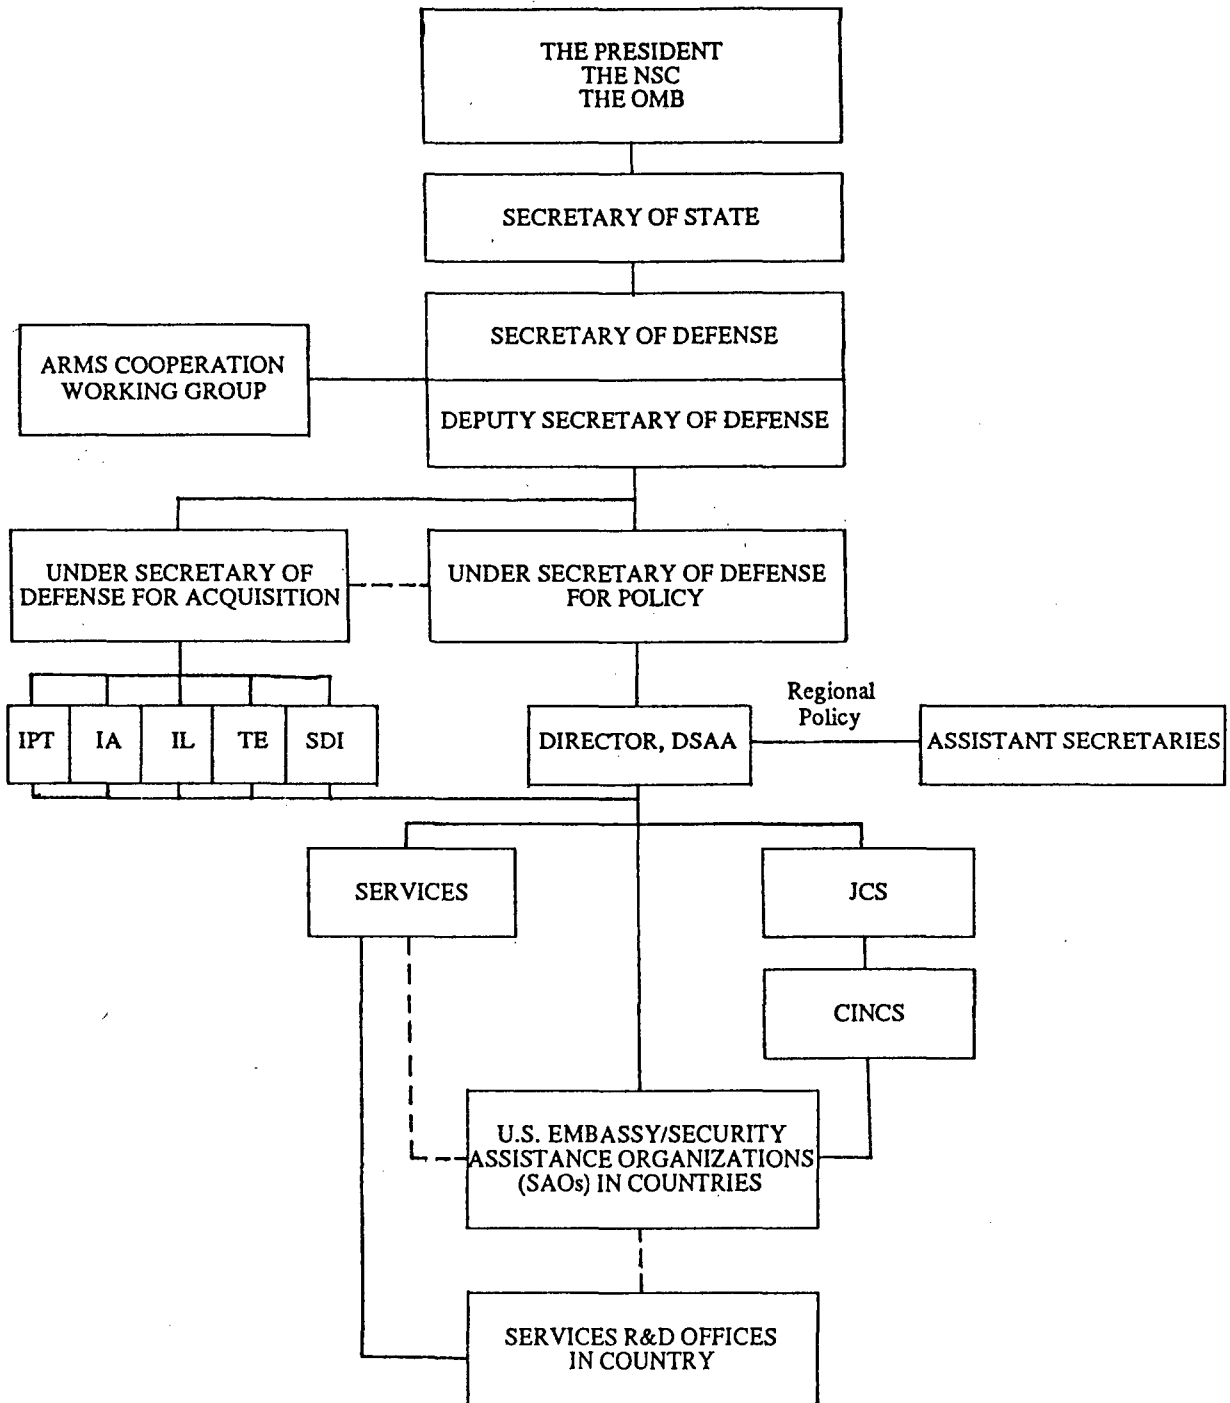 THE PRESIDENT
THE NSC
THE OMB
SECRETARY OF STATE
SECRETARY OF DEFENSE
ARMS COOPERATION
WORKING GROUP
DEPUTY SECRETARY OF DEFENSE
UNDER SECRETARY OF
DEFENSE FOR ACQUISITION
UNDER SECRETARY OF DEFENSE
FOR POLICY
IPT
IA
IL
TE
SDI
DIRECTOR, DSAA
Regional
Policy
ASSISTANT SECRETARIES
SERVICES
JCS
CINCS
U.S. EMBASSY/SECURITY
ASSISTANCE ORGANIZATIONS
(SAOs) IN COUNTRIES
SERVICES R&D OFFICES
IN COUNTRY